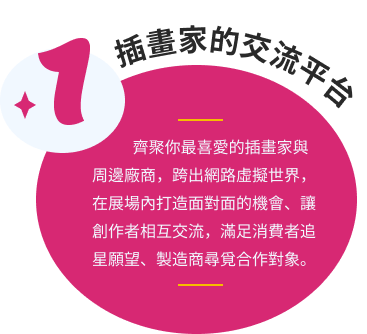 1
插畫家的交流平台
齊聚你最喜愛的插畫家與
周邊廠商，跨出網路虛擬世界，
在展場內打造面對面的機會、讓
創作者相互交流，滿足消費者追
星願望、製造商尋覓合作對象。